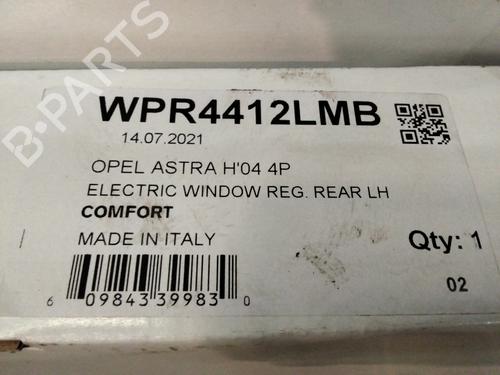 WPR4412LMB
14.07.2021
OPEL ASTRA H'04 4P
ELECTRIC WINDOW REG. REAR LH
COMFORT
MADE IN ITALY
Qty: 1
6 09843 39983 0
02
B-PARTS